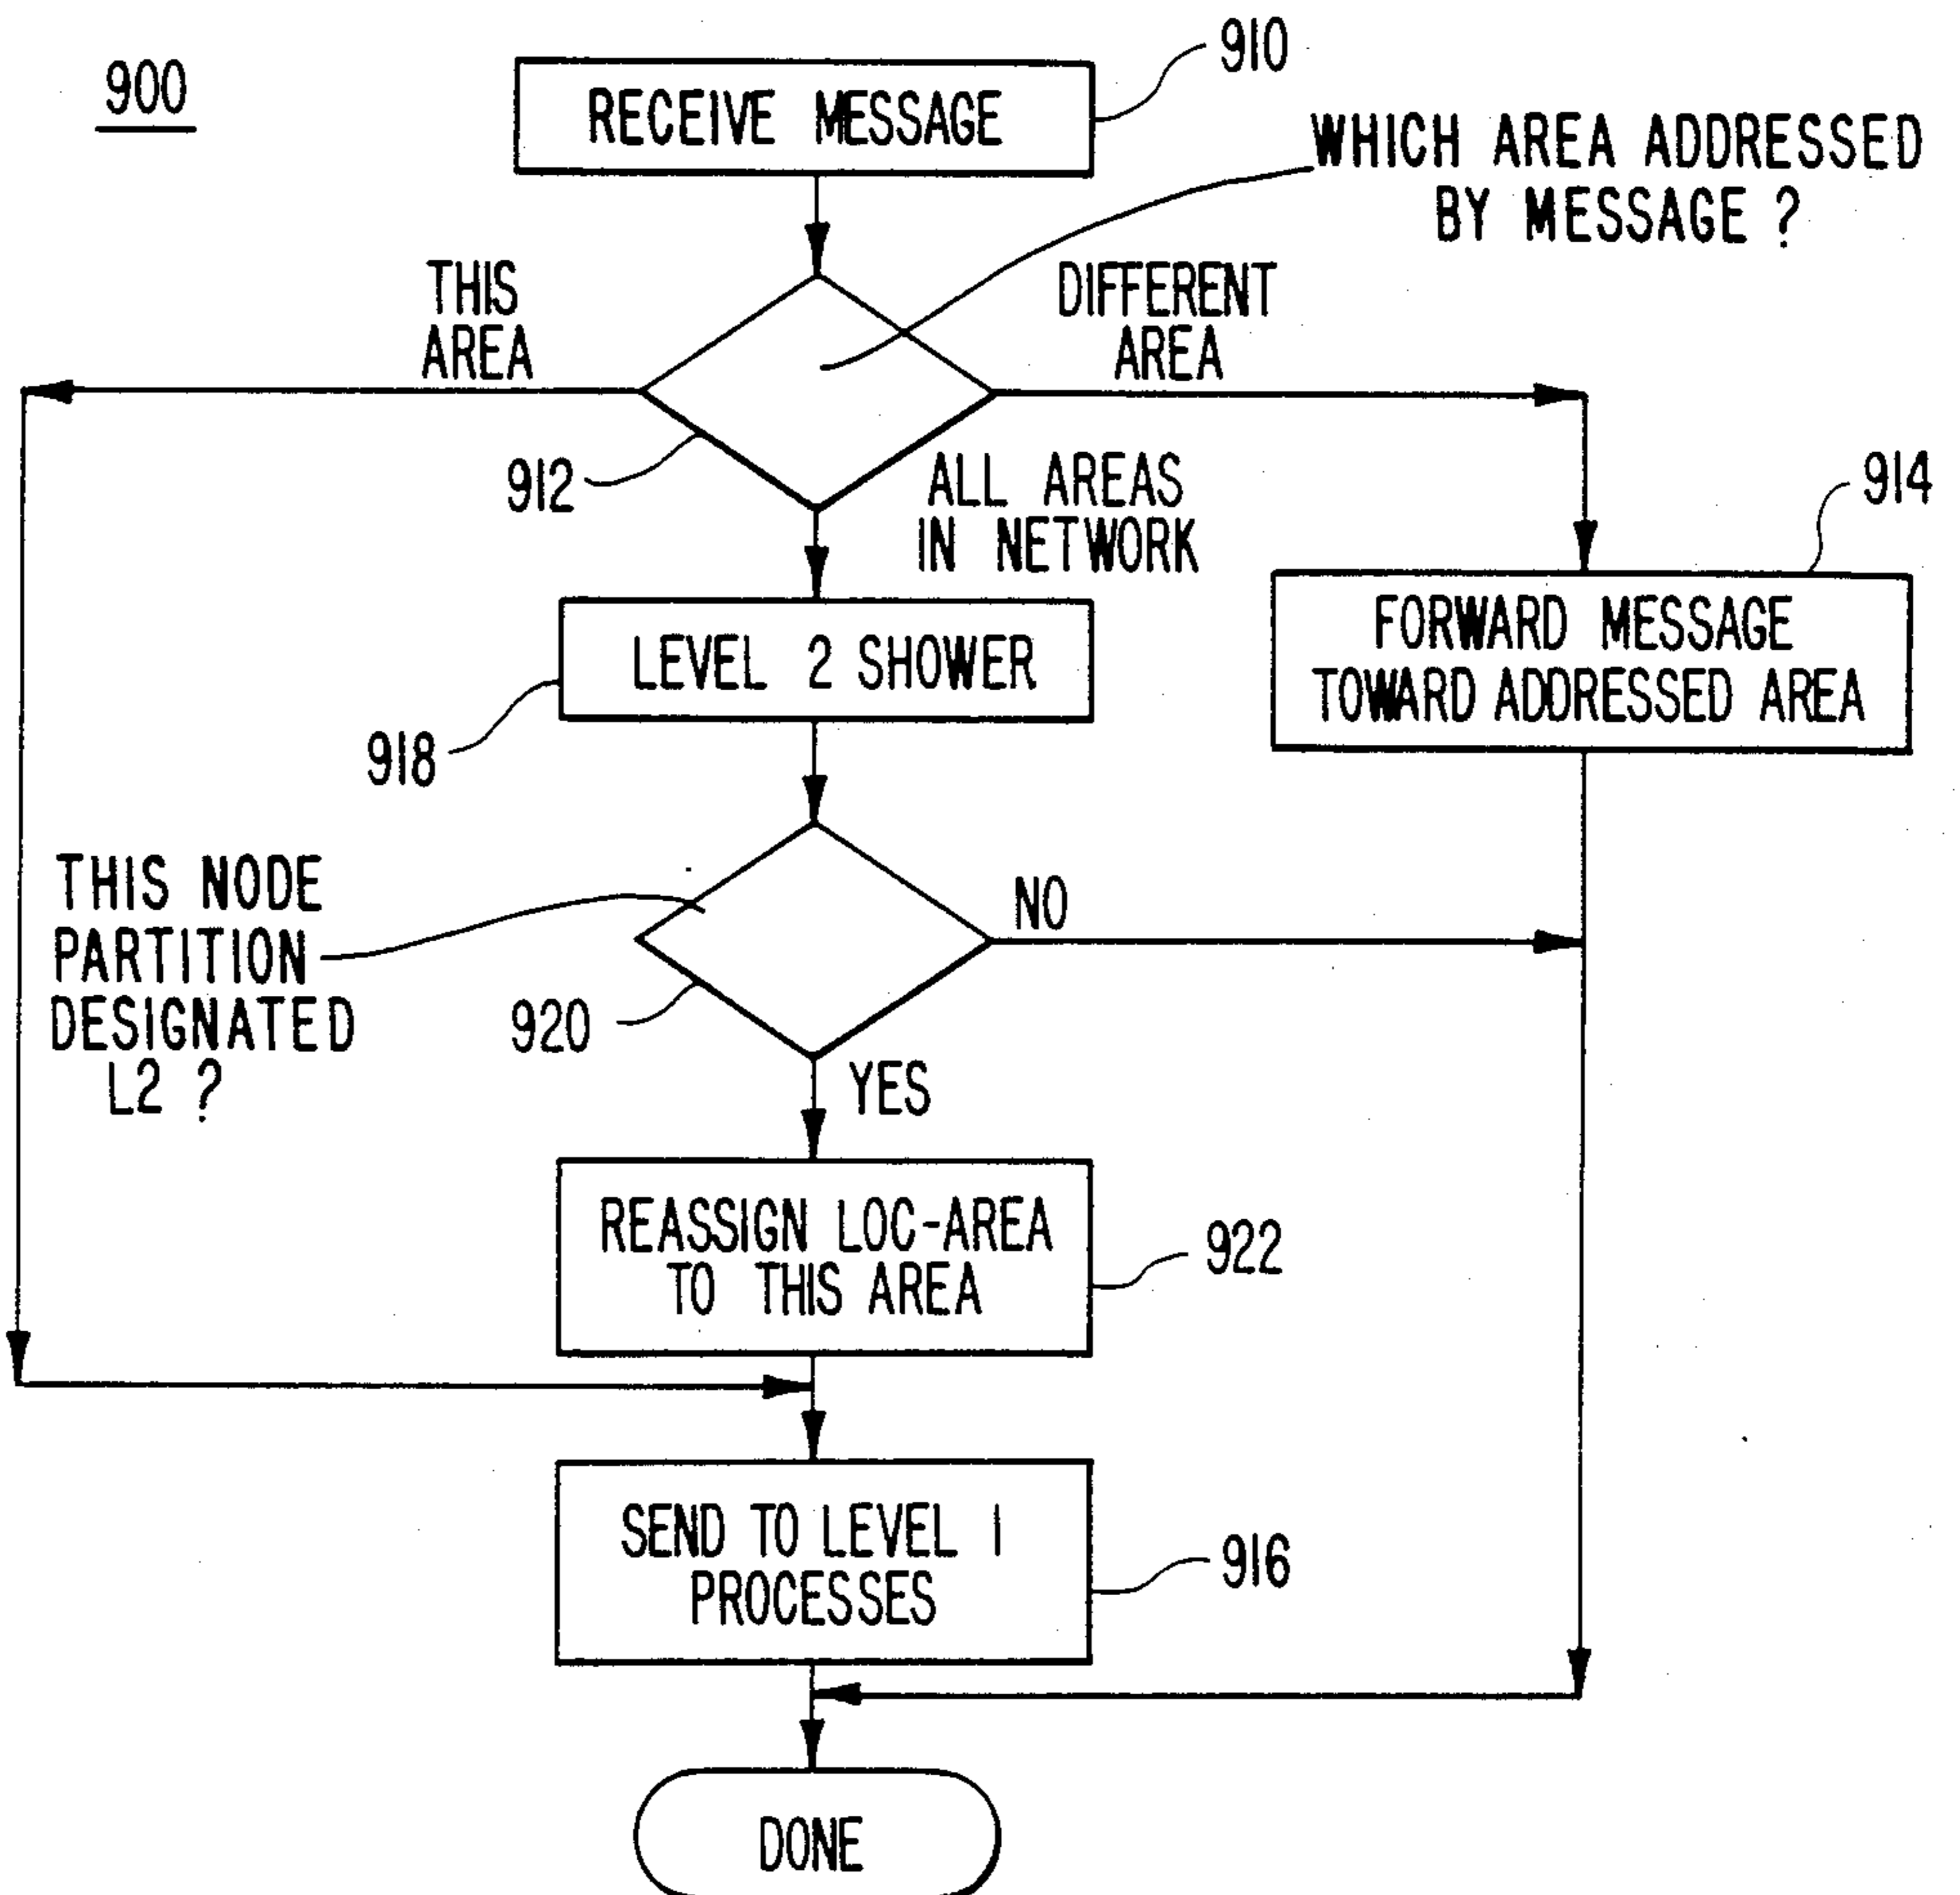 900
RECEIVE MESSAGE
910
WHICH AREA ADDRESSED
BY MESSAGE ?
THIS
AREA
DIFFERENT
AREA
912
ALL AREAS
IN NETWORK
914
LEVEL 2 SHOWER
918
FORWARD MESSAGE
TOWARD ADDRESSED AREA
THIS NODE
PARTITION
DESIGNATED
L2 ?
NO
920
YES
REASSIGN LOC-AREA
TO THIS AREA
922
SEND TO LEVEL 1
PROCESSES
916
DONE